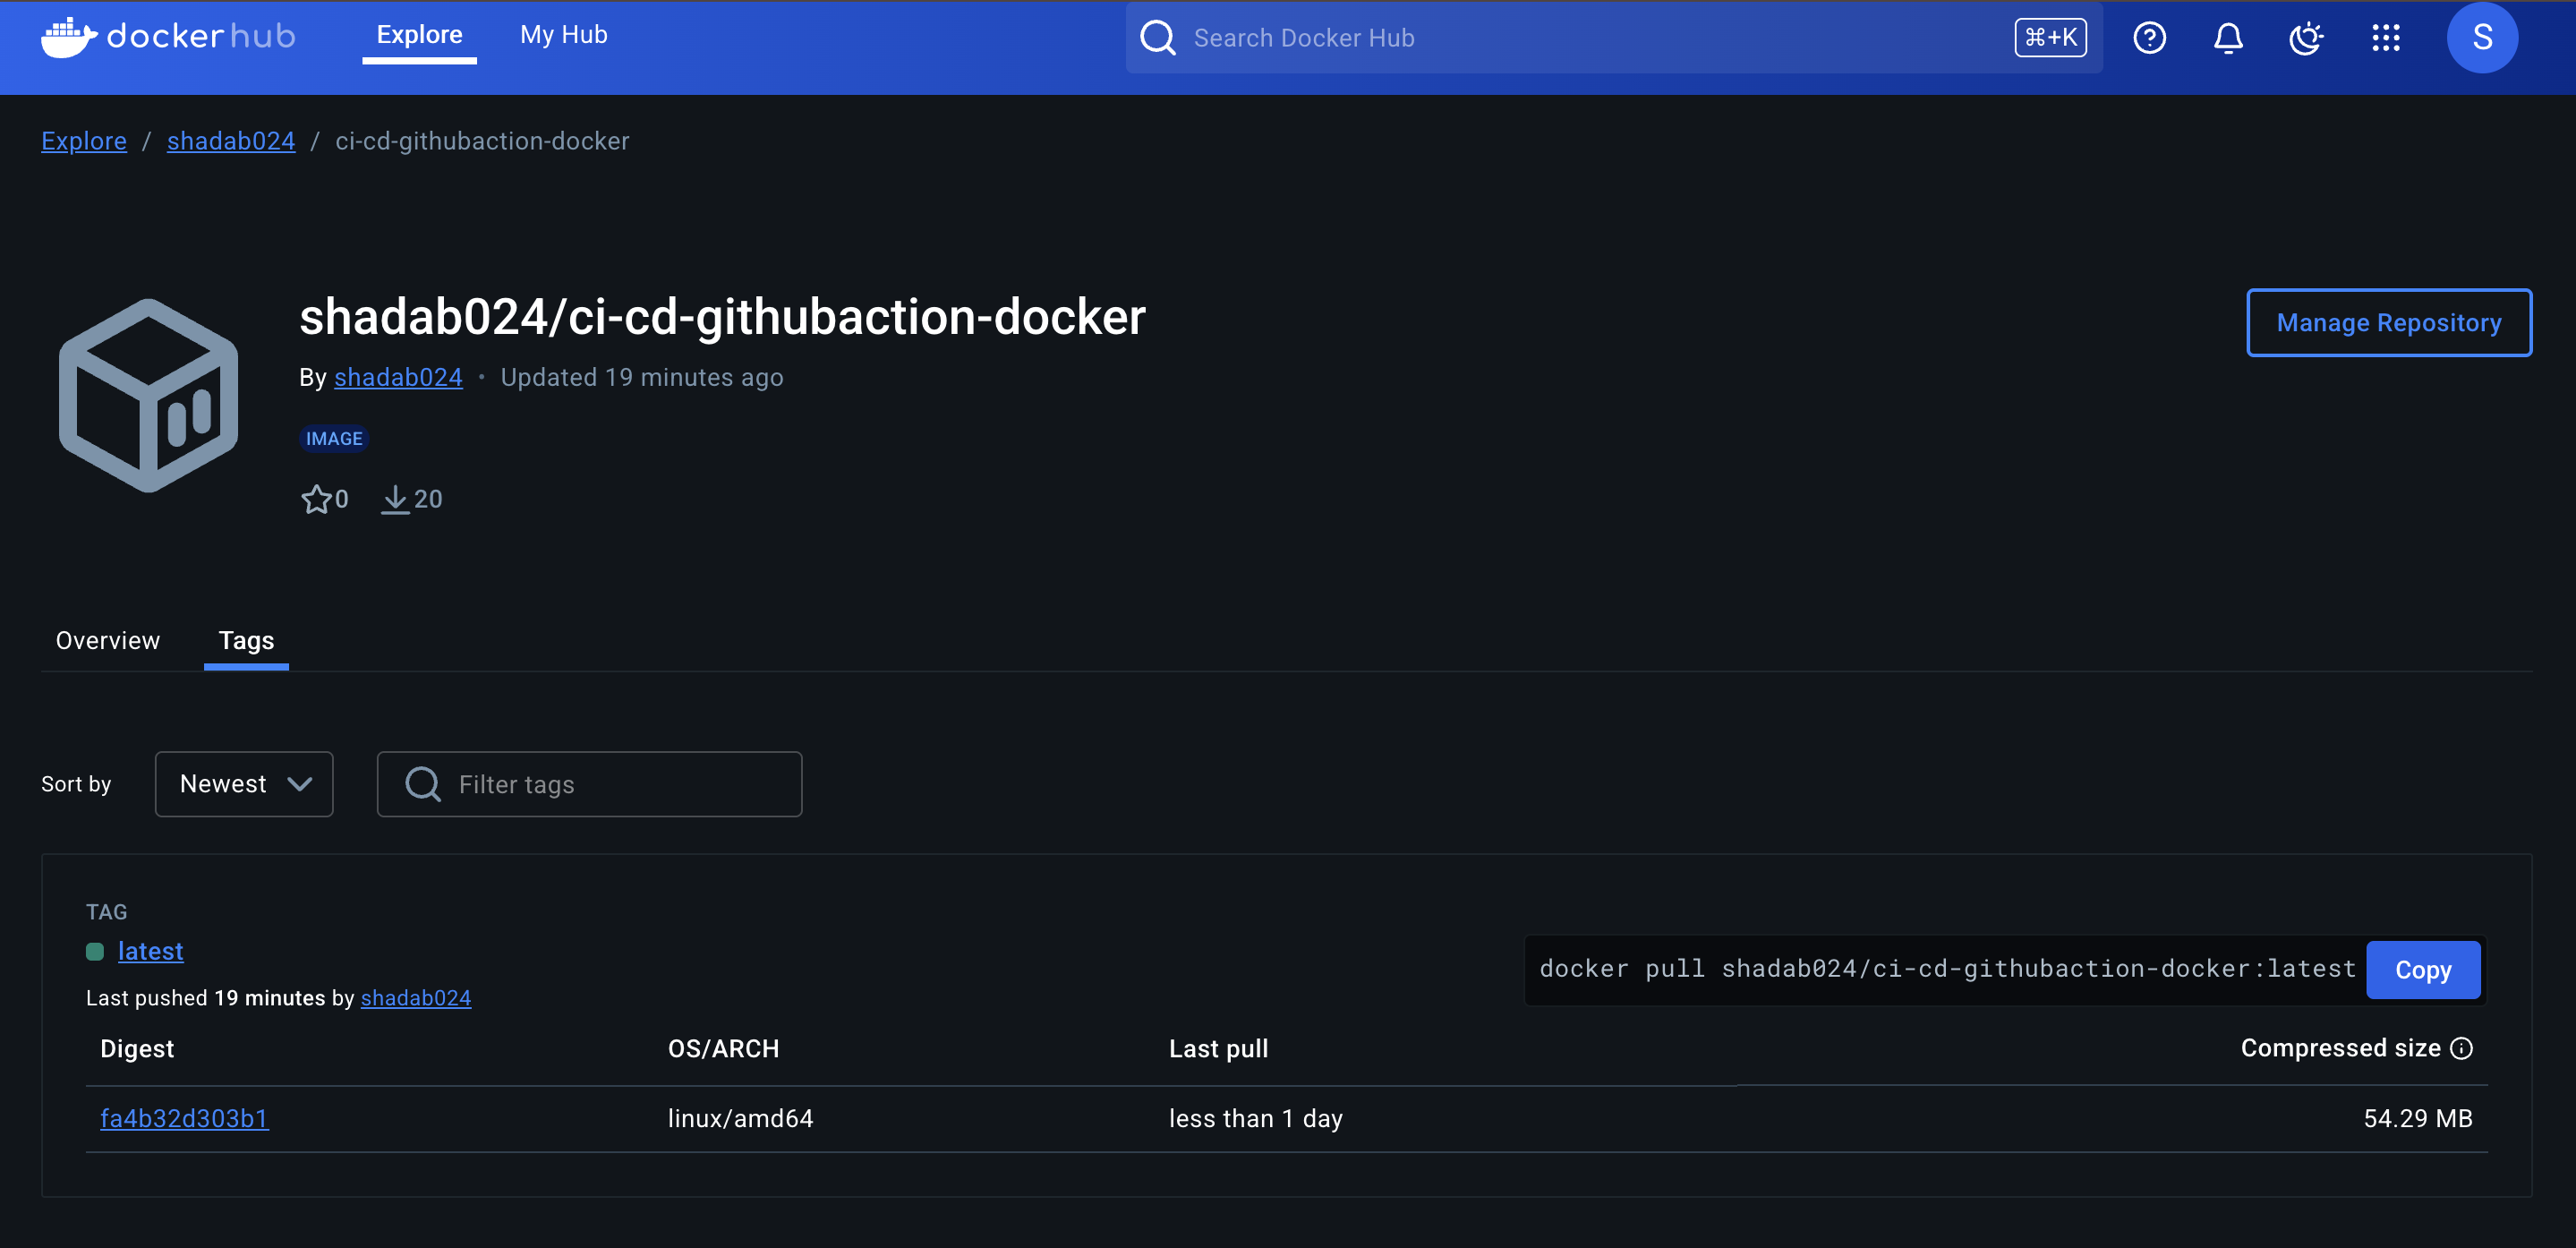 dockerhub Explore My Hub Search Docker Hub ⌘+K S
Explore / shadab024 / ci-cd-githubaction-docker
shadab024/ci-cd-githubaction-docker
Manage Repository
By shadab024 • Updated 19 minutes ago
IMAGE
0 20
Overview Tags
Sort by Newest Filter tags
TAG
latest
docker pull shadab024/ci-cd-githubaction-docker:latest Copy
Last pushed 19 minutes by shadab024
Digest OS/ARCH Last pull Compressed size
fa4b32d303b1 linux/amd64 less than 1 day 54.29 MB